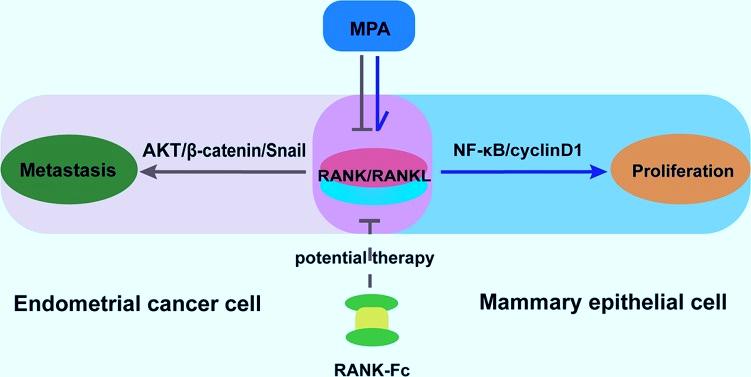 MPA
AKT/β-catenin/Snail
NF-κB/cyclinD1
Metastasis
RANK/RANKL
Proliferation
potential therapy
Endometrial cancer cell
Mammary epithelial cell
RANK-Fc